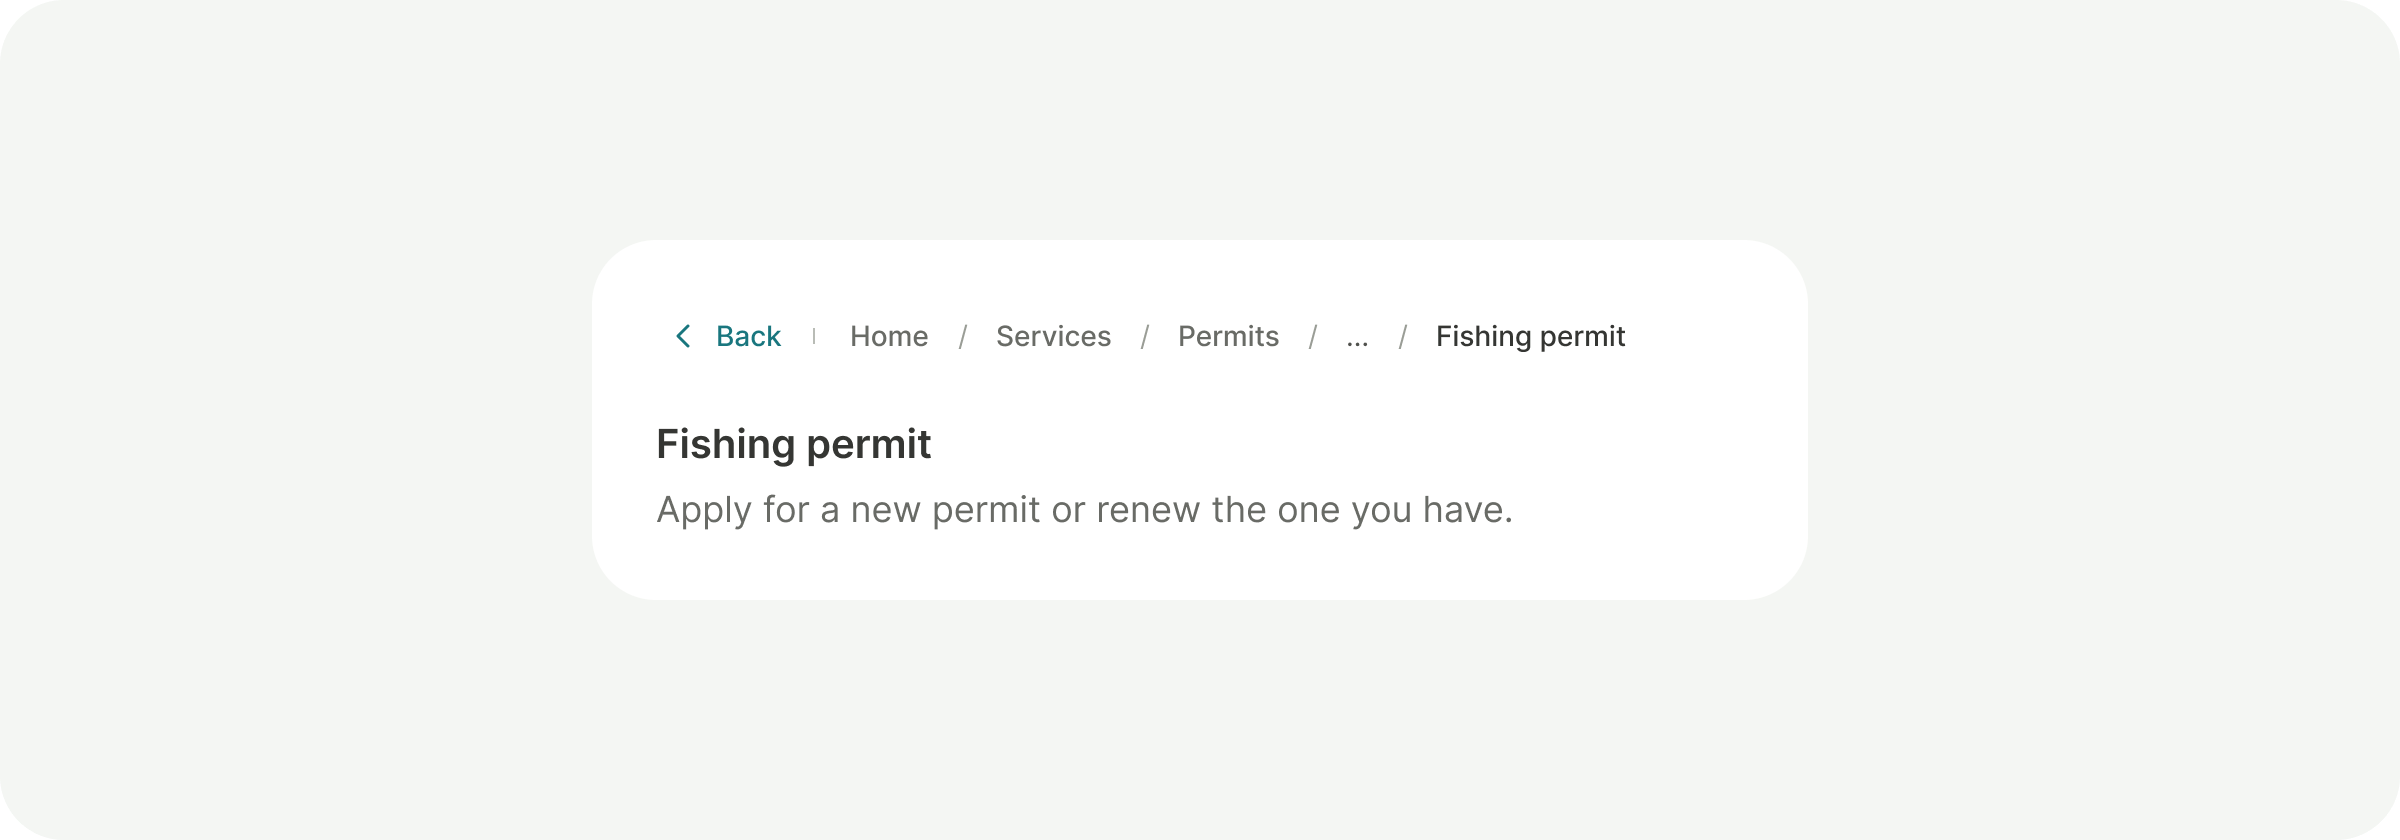 Back | Home / Services / Permits / ... / Fishing permit
Fishing permit
Apply for a new permit or renew the one you have.